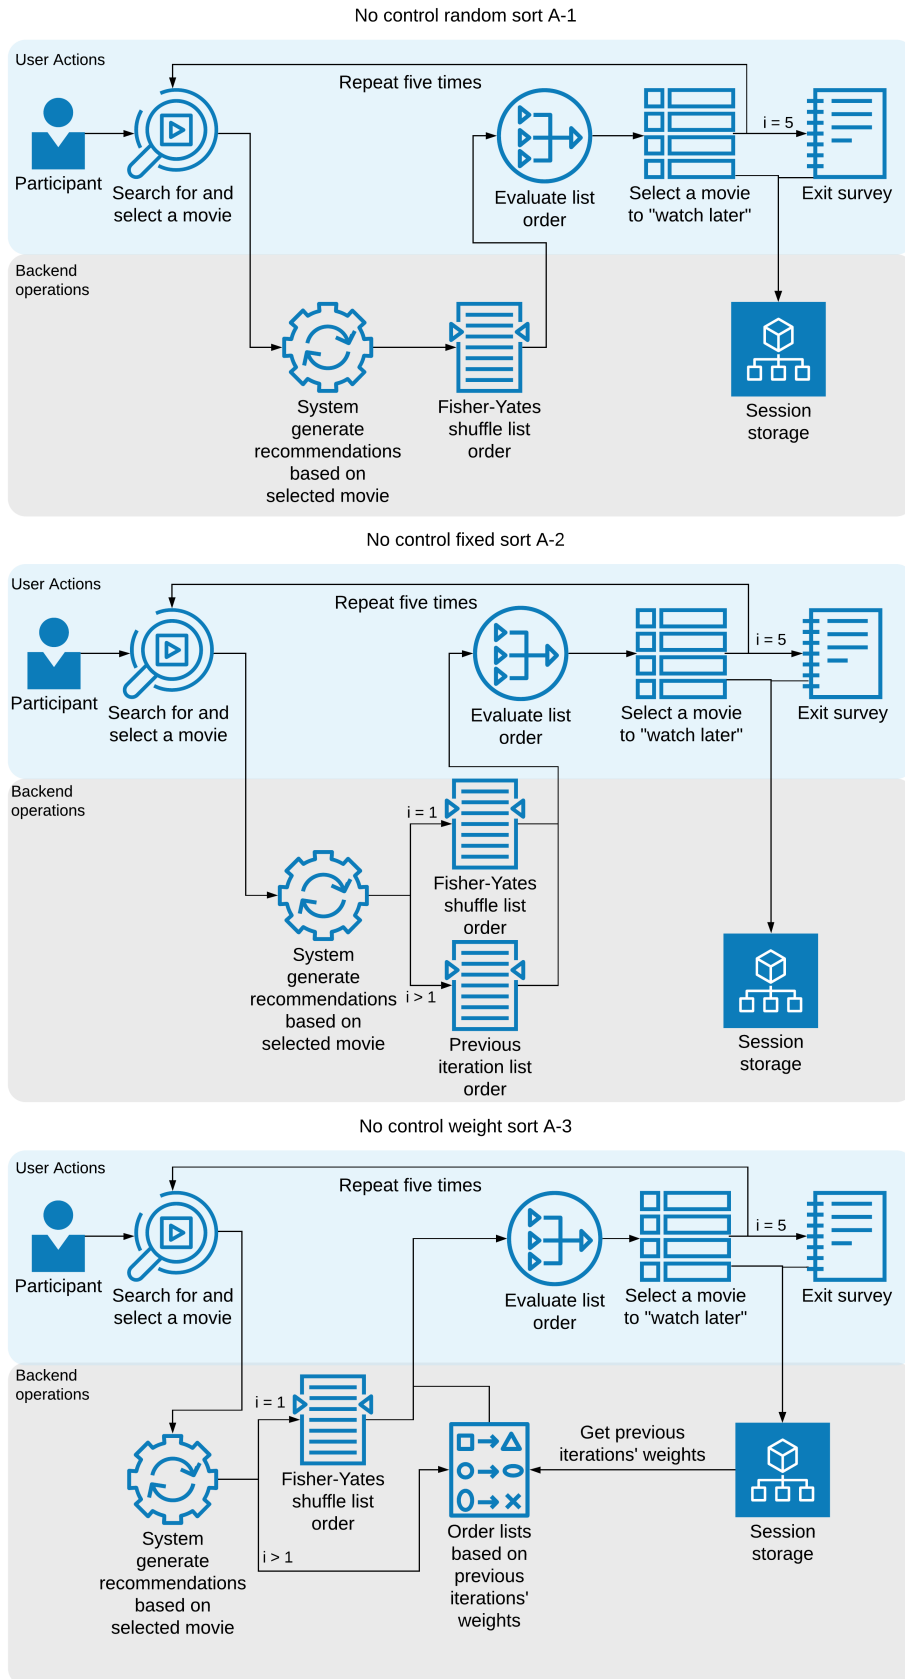 No control random sort A-1
User Actions
Repeat five times
i = 5
Participant
Search for and
select a movie
Evaluate list
order
Select a movie
to "watch later"
Exit survey
Backend
operations
System
generate
recommendations
based on
selected movie
Fisher-Yates
shuffle list
order
Session
storage
No control fixed sort A-2
User Actions
Repeat five times
i = 5
Participant
Search for and
select a movie
Evaluate list
order
Select a movie
to "watch later"
Exit survey
Backend
operations
i = 1
Fisher-Yates
shuffle list
order
System
generate
recommendations
based on
selected movie
i > 1
Previous
iteration list
order
Session
storage
No control weight sort A-3
User Actions
Repeat five times
i = 5
Participant
Search for and
select a movie
Evaluate list
order
Select a movie
to "watch later"
Exit survey
Backend
operations
i = 1
Fisher-Yates
shuffle list
order
Get previous
iterations' weights
System
generate
recommendations
based on
selected movie
i > 1
Order lists
based on
previous
iterations'
weights
Session
storage